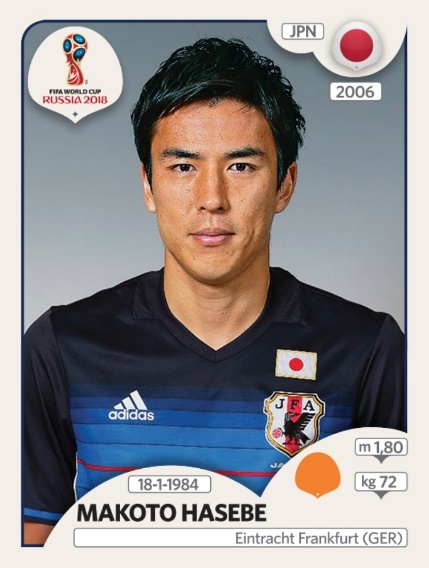 FIFA WORLD CUP
RUSSIA 2018
JPN
2006
adidas
JFA
m 1,80
kg 72
18-1-1984
MAKOTO HASEBE
Eintracht Frankfurt (GER)